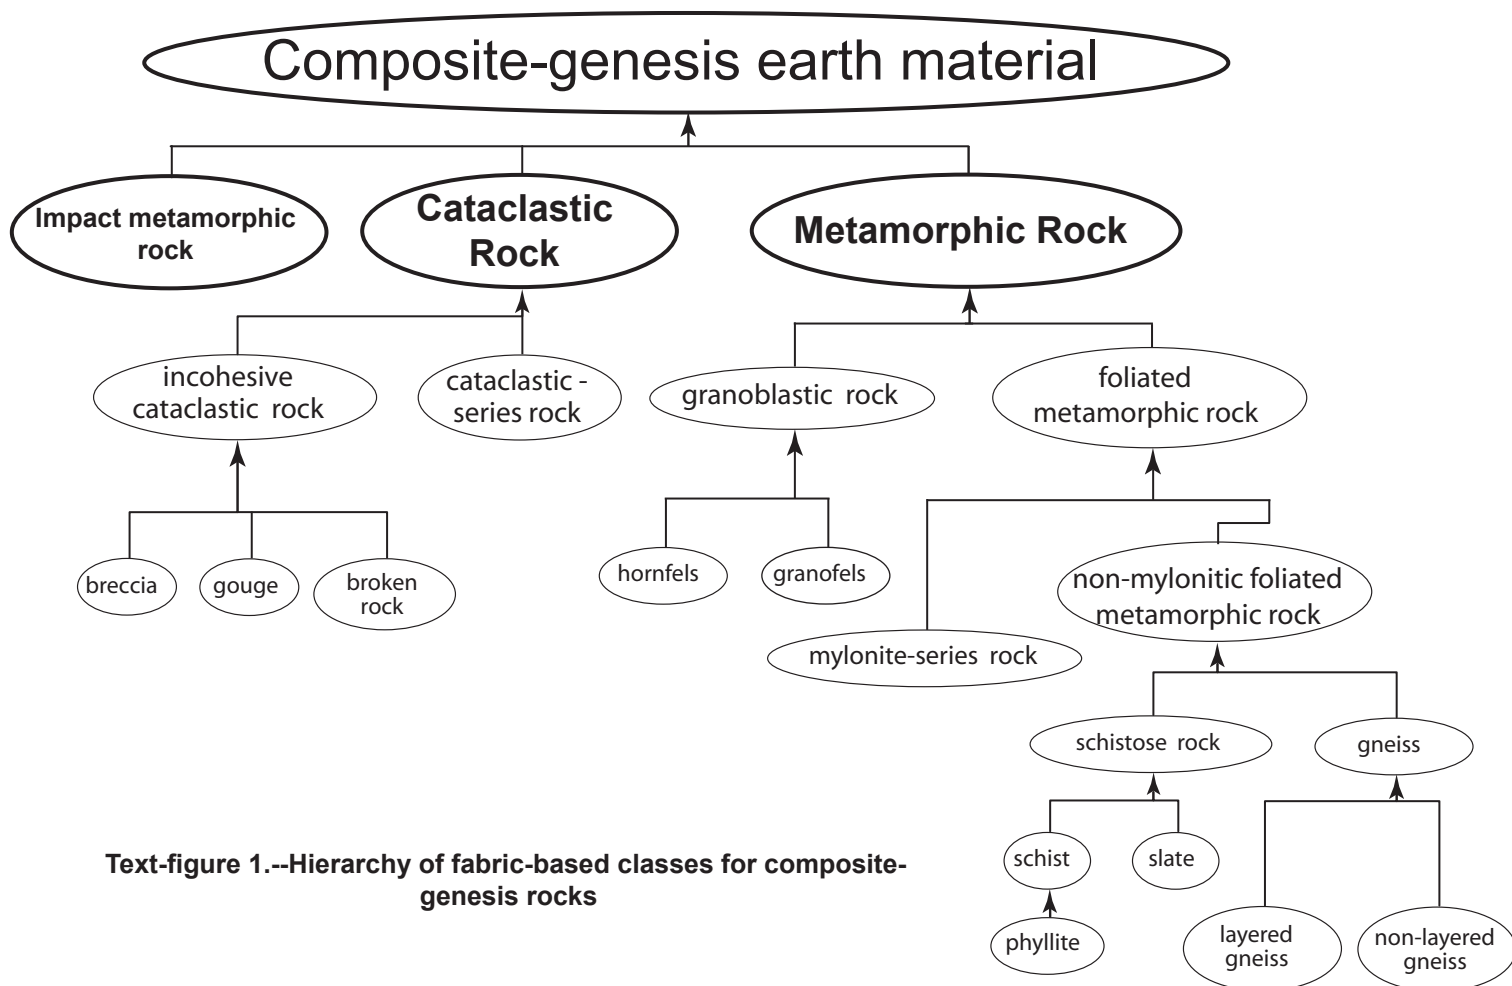 Composite-genesis earth material
Impact metamorphic
rock
Cataclastic
Rock
Metamorphic Rock
incohesive
cataclastic rock
cataclastic -
series rock
granoblastic rock
foliated
metamorphic rock
breccia
gouge
broken
rock
hornfels
granofels
non-mylonitic foliated
metamorphic rock
mylonite-series rock
schistose rock
gneiss
schist
slate
phyllite
layered
gneiss
non-layered
gneiss
Text-figure 1.--Hierarchy of fabric-based classes for composite-
genesis rocks